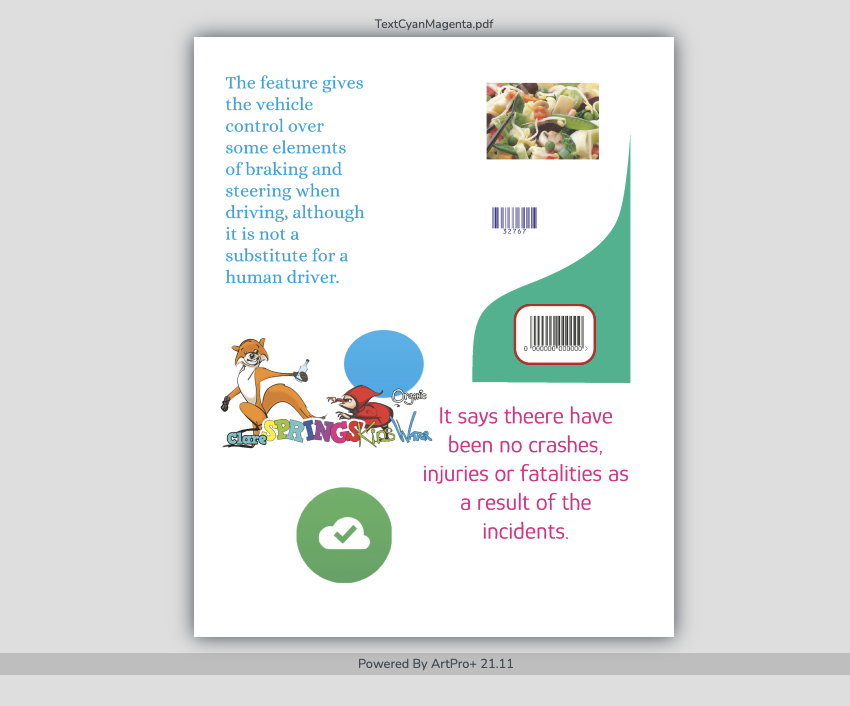 TextCyanMagenta.pdf
The feature gives
the vehicle
control over
some elements
of braking and
steering when
driving, although
it is not a
substitute for a
human driver.
32767
0 000000 000000 >
Organic
Clare SPRINGS Kids Wear
It says theere have
been no crashes,
injuries or fatalities as
a result of the
incidents.
Powered By ArtPro+ 21.11